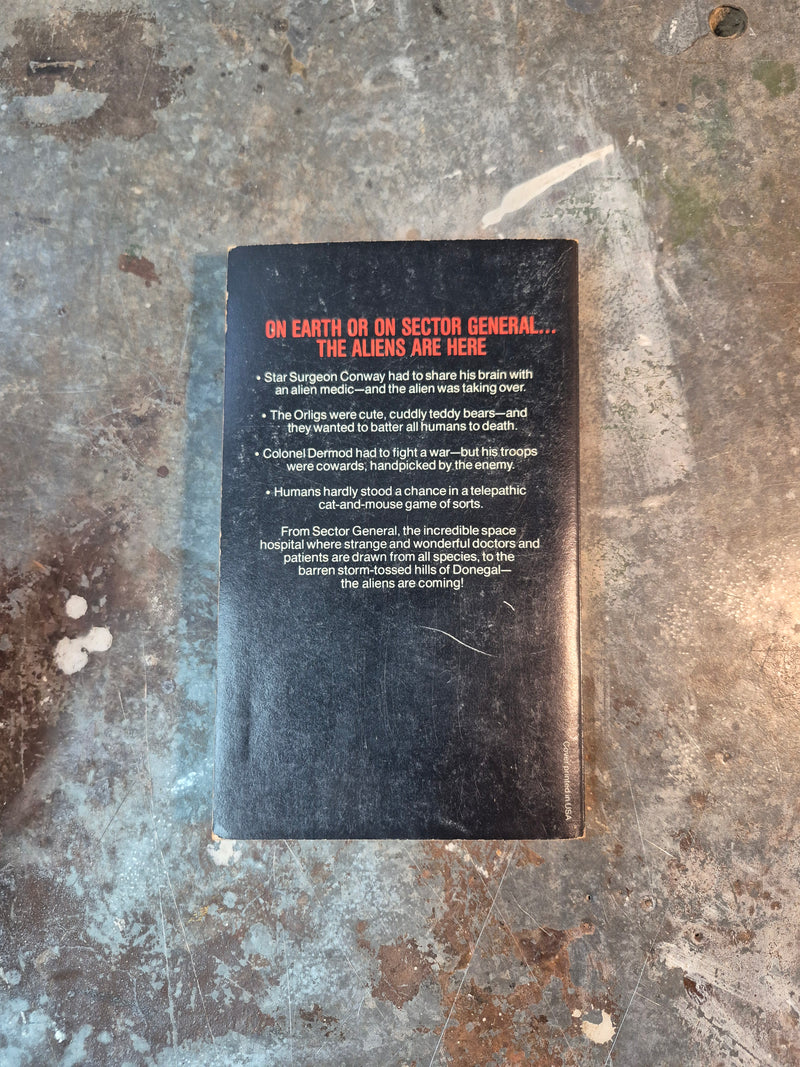 ON EARTH OR ON SECTOR GENERAL...
THE ALIENS ARE HERE
• Star Surgeon Conway had to share his brain with
an alien medic—and the alien was taking over.
• The Orligs were cute, cuddly teddy bears—and
they wanted to batter all humans to death.
• Colonel Dermod had to fight a war—but his troops
were cowards, handpicked by the enemy.
• Humans hardly stood a chance in a telepathic
cat-and-mouse game of sorts.
From Sector General, the incredible space
hospital where strange and wonderful doctors and
patients are drawn from all species, to the
barren storm-tossed hills of Donegal—
the aliens are coming!
Cover printed in USA